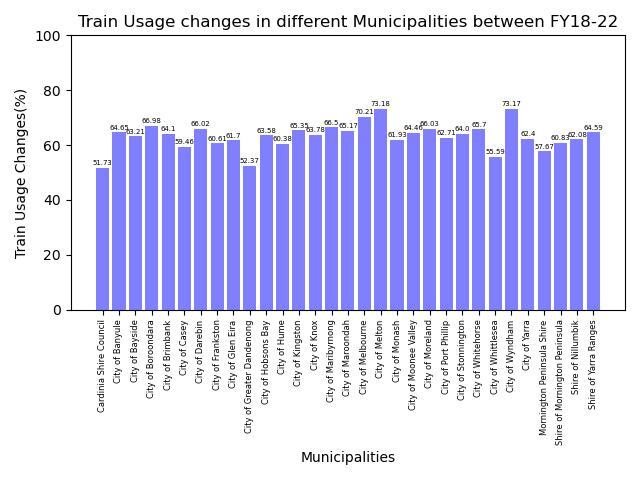 Train Usage changes in different Municipalities between FY18-22
Train Usage Changes(%)
100
80
60
40
20
0
51.73
64.65
63.21
66.98
64.1
59.46
66.02
60.61
61.7
52.37
63.58
60.38
65.35
63.78
66.5
65.17
70.21
73.18
61.93
64.46
66.03
62.71
64.0
65.7
55.59
73.17
62.4
57.67
60.83
62.08
64.59
Cardinia Shire Council
City of Banyule
City of Bayside
City of Boroondara
City of Brimbank
City of Casey
City of Darebin
City of Frankston
City of Glen Eira
City of Greater Dandenong
City of Hobsons Bay
City of Hume
City of Kingston
City of Knox
City of Maribyrnong
City of Maroondah
City of Melbourne
City of Melton
City of Monash
City of Moonee Valley
City of Moreland
City of Port Phillip
City of Stonnington
City of Whitehorse
City of Whittlesea
City of Wyndham
City of Yarra
Mornington Peninsula Shire
Shire of Mornington Peninsula
Shire of Nillumbik
Shire of Yarra Ranges
Municipalities